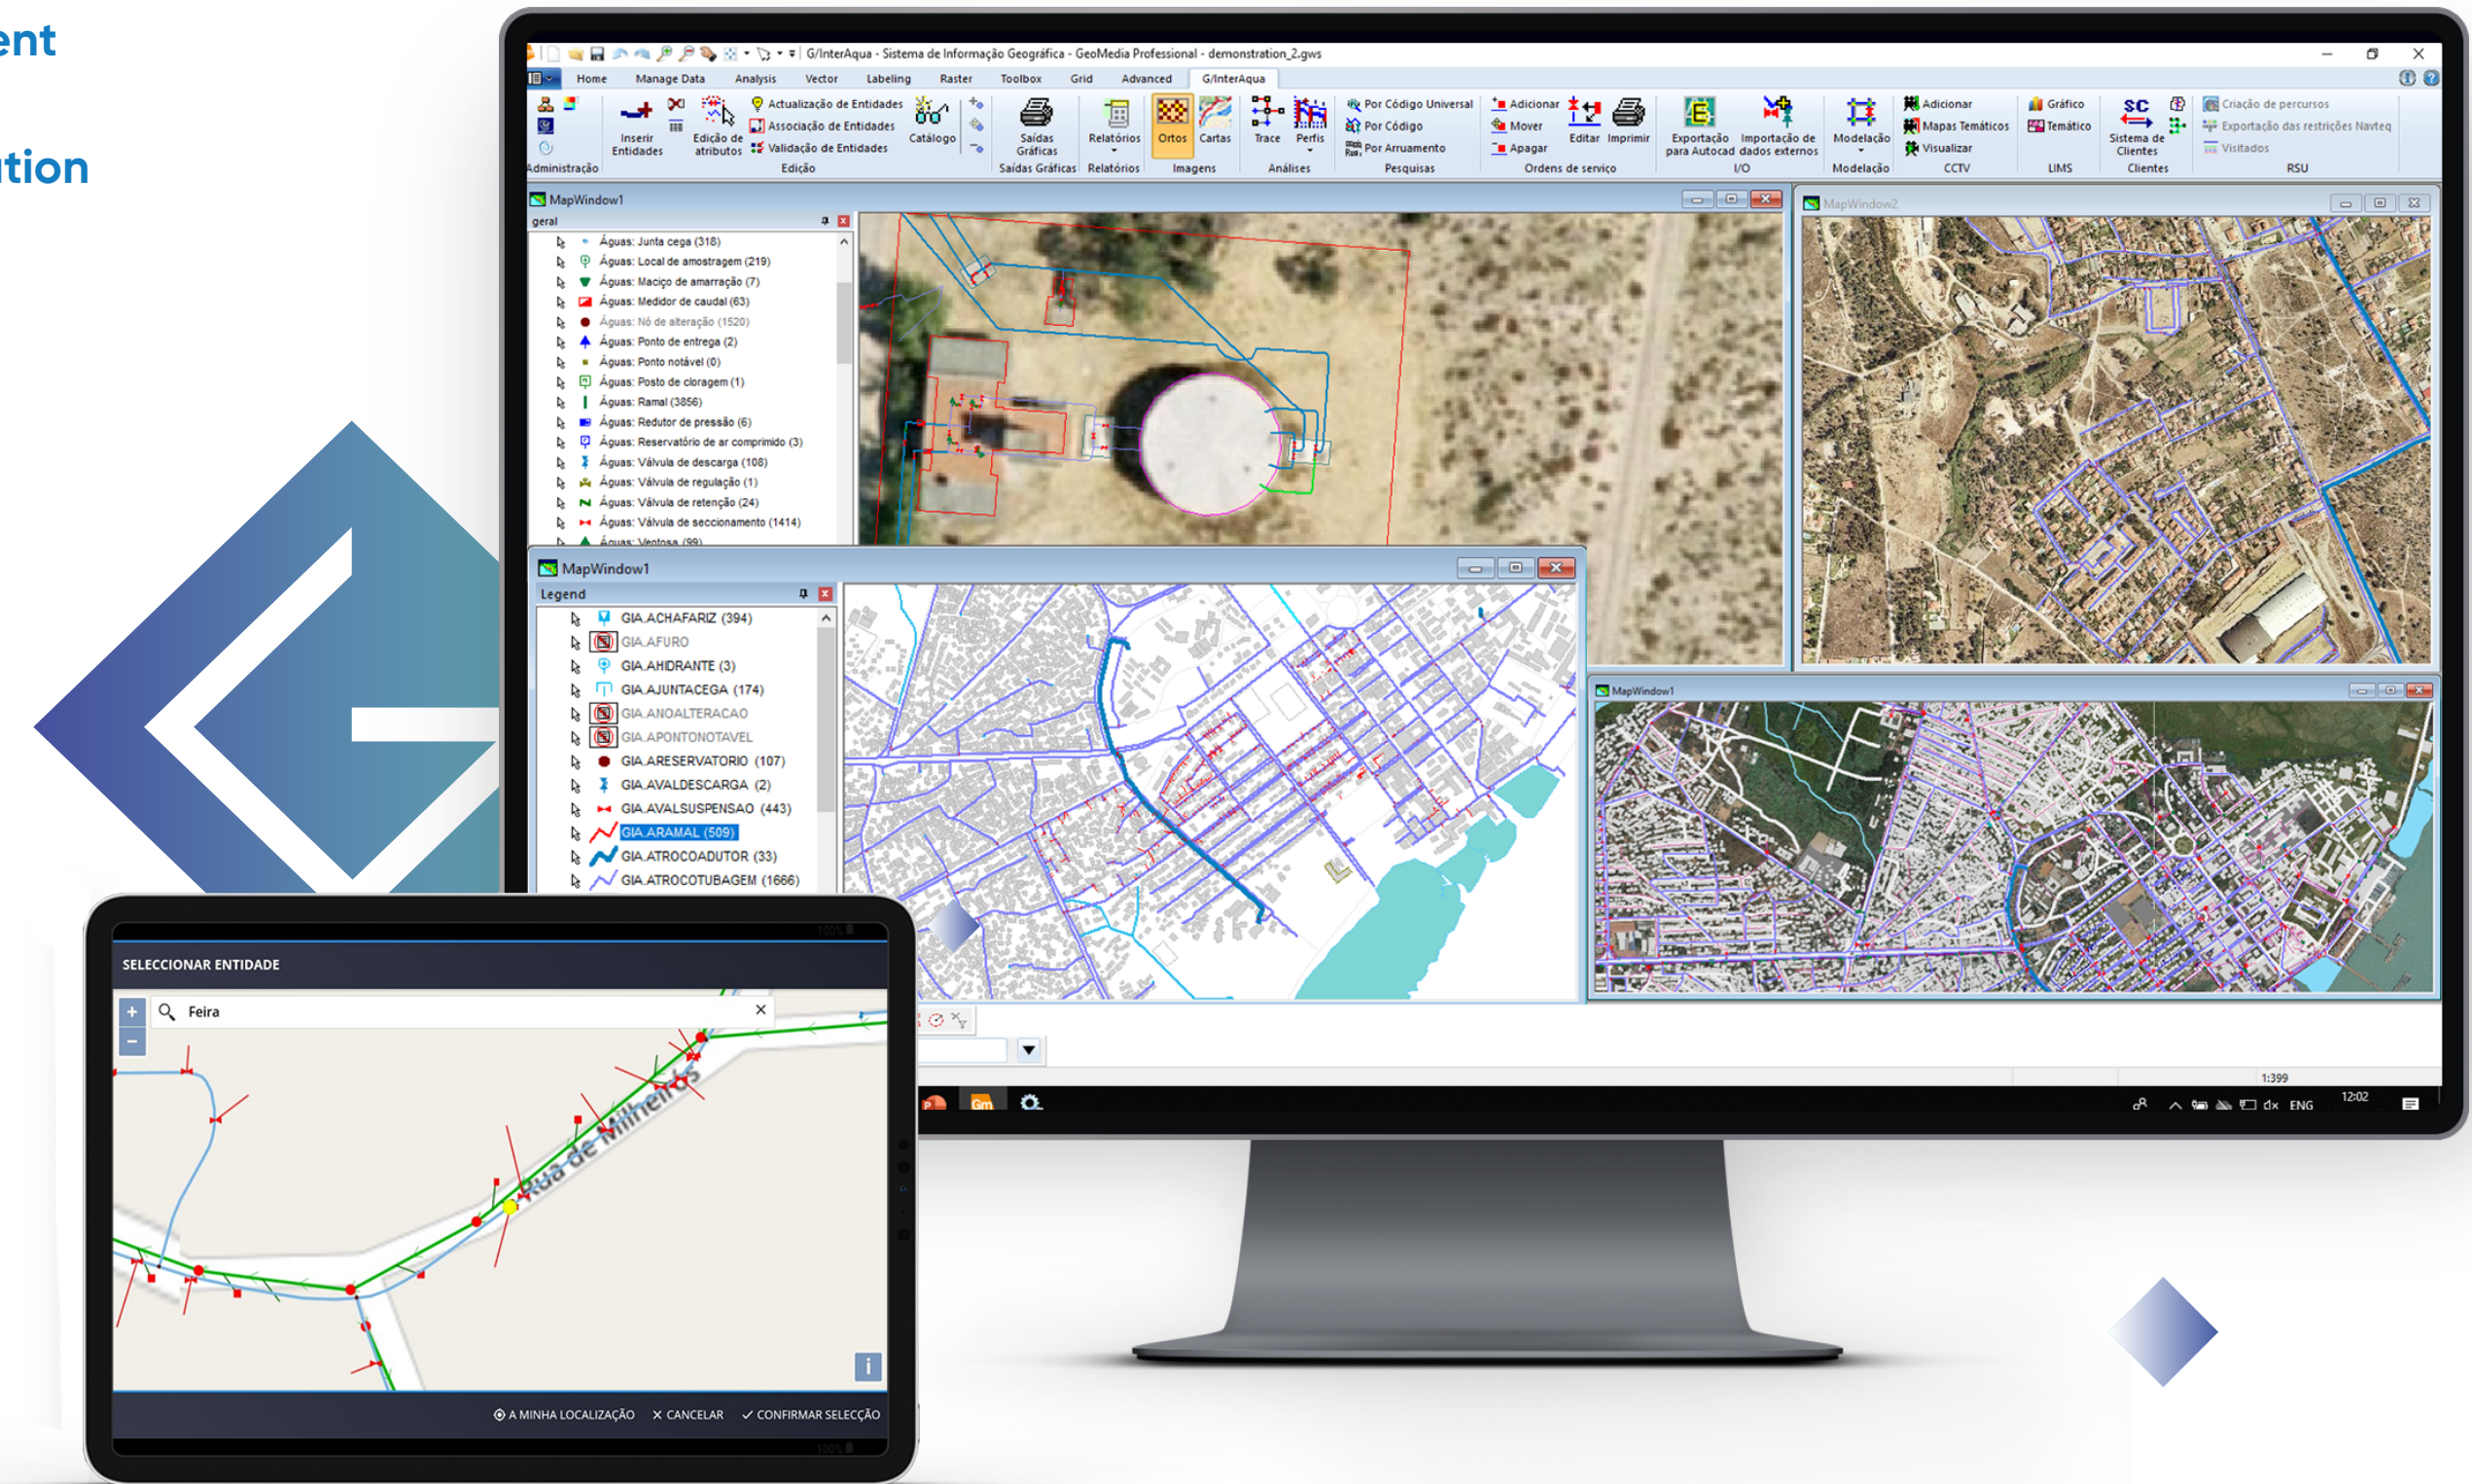 ent
ution
G/InterAqua - Sistema de Informação Geográfica - GeoMedia Professional - demonstration_2.gws
Home Manage Data Analysis Vector Labeling Raster Toolbox Grid Advanced G/InterAqua
Administração
Inserir Entidades
Edição de atributos
Actualização de Entidades
Associação de Entidades
Validação de Entidades
Catálogo
Edição
Saídas Gráficas
Saídas Gráficas
Relatórios
Relatórios
Ortos
Cartas
Imagens
Trace
Perfis
Análises
Por Código Universal
Por Código
Por Arruamento
Pesquisas
Adicionar
Mover
Apagar
Editar
Imprimir
Ordens de serviço
Exportação para Autocad
Importação de dados externos
I/O
Modelação
Modelação
Adicionar
Mapas Temáticos
Visualizar
CCTV
Gráfico
Temático
LIMS
SC
Sistema de Clientes
Clientes
Criação de percursos
Exportação das restrições Navteq
Visitados
RSU
MapWindow1
geral
Águas: Junta cega (318)
Águas: Local de amostragem (219)
Águas: Maciço de amarração (7)
Águas: Medidor de caudal (63)
Águas: Nó de alteração (1520)
Águas: Ponto de entrega (2)
Águas: Ponto notável (0)
Águas: Posto de cloragem (1)
Águas: Ramal (3856)
Águas: Redutor de pressão (6)
Águas: Reservatório de ar comprimido (3)
Águas: Válvula de descarga (108)
Águas: Válvula de regulação (1)
Águas: Válvula de retenção (24)
Águas: Válvula de seccionamento (1414)
Águas: Ventosa (99)
MapWindow2
MapWindow1
Legend
GIA.ACHAFARIZ (394)
GIA.AFURO
GIA.AHIDRANTE (3)
GIA.AJUNTACEGA (174)
GIA.ANOALTERACAO
GIA.APONTONOTAVEL
GIA.ARESERVATORIO (107)
GIA.AVALDESCARGA (2)
GIA.AVALSUSPENSAO (443)
GIA.ARAMAL (509)
GIA.ATROCOADUTOR (33)
GIA.ATROCOTUBAGEM (1666)
MapWindow1
1:399
Gm
ENG
12:02
100%
SELECCIONAR ENTIDADE
Feira
Rua de Milheirós
i
A MINHA LOCALIZAÇÃO X CANCELAR ✓ CONFIRMAR SELECÇÃO
100%